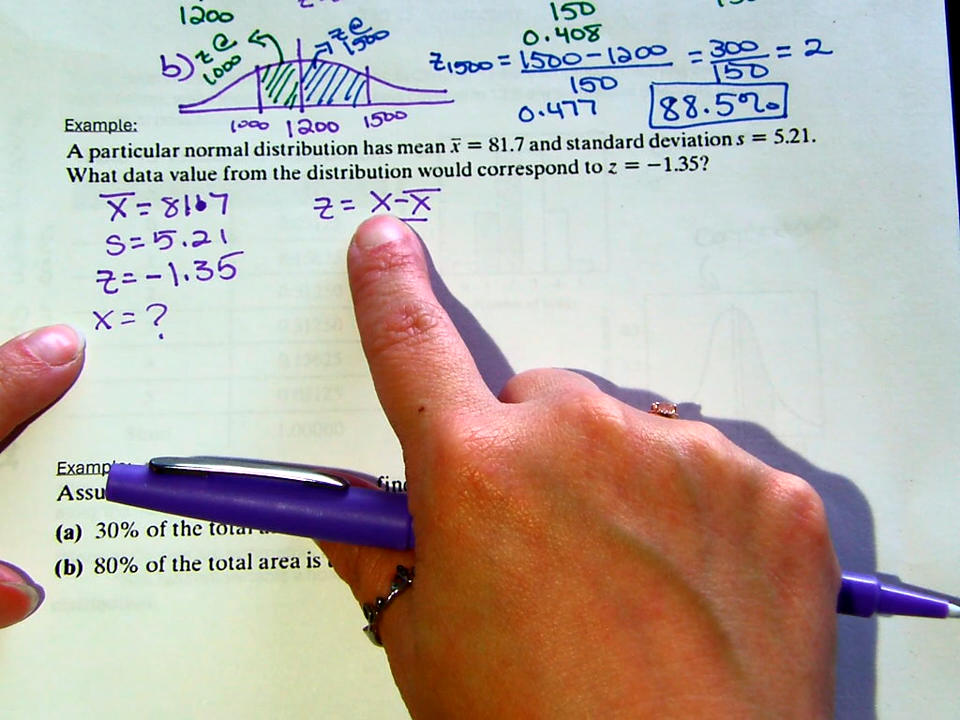 1200
150
0.408
b) z @ 1000
z @ 1500
1000 1200 1500
z1500 = 1500-1200 = 300 = 2
150 150
0.477 88.5%
Example:
A particular normal distribution has mean x̄ = 81.7 and standard deviation s = 5.21.
What data value from the distribution would correspond to z = −1.35?
x̄ = 81.7
s = 5.21
z = -1.35
x = ?
z = x-x̄
Example:
(a) 30% of the total
(b) 80% of the total area is